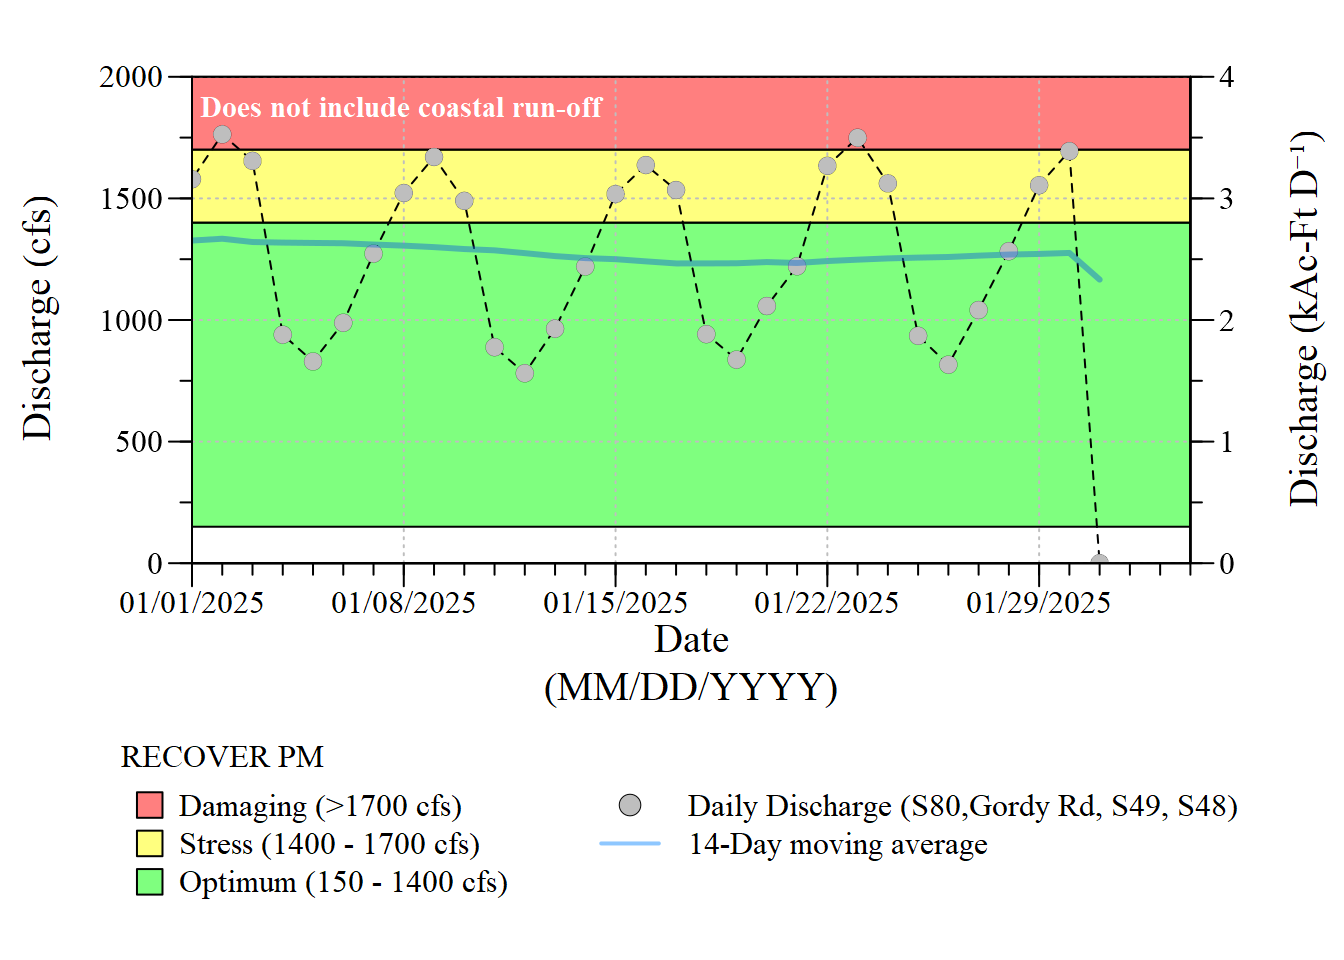 Does not include coastal run-off
2000
1500
1000
500
0
Discharge (cfs)
4
3
2
1
0
Discharge (kAc-Ft D⁻¹)
01/01/2025 01/08/2025 01/15/2025 01/22/2025 01/29/2025
Date
(MM/DD/YYYY)
RECOVER PM
Damaging (>1700 cfs)
Stress (1400 - 1700 cfs)
Optimum (150 - 1400 cfs)
Daily Discharge (S80,Gordy Rd, S49, S48)
14-Day moving average